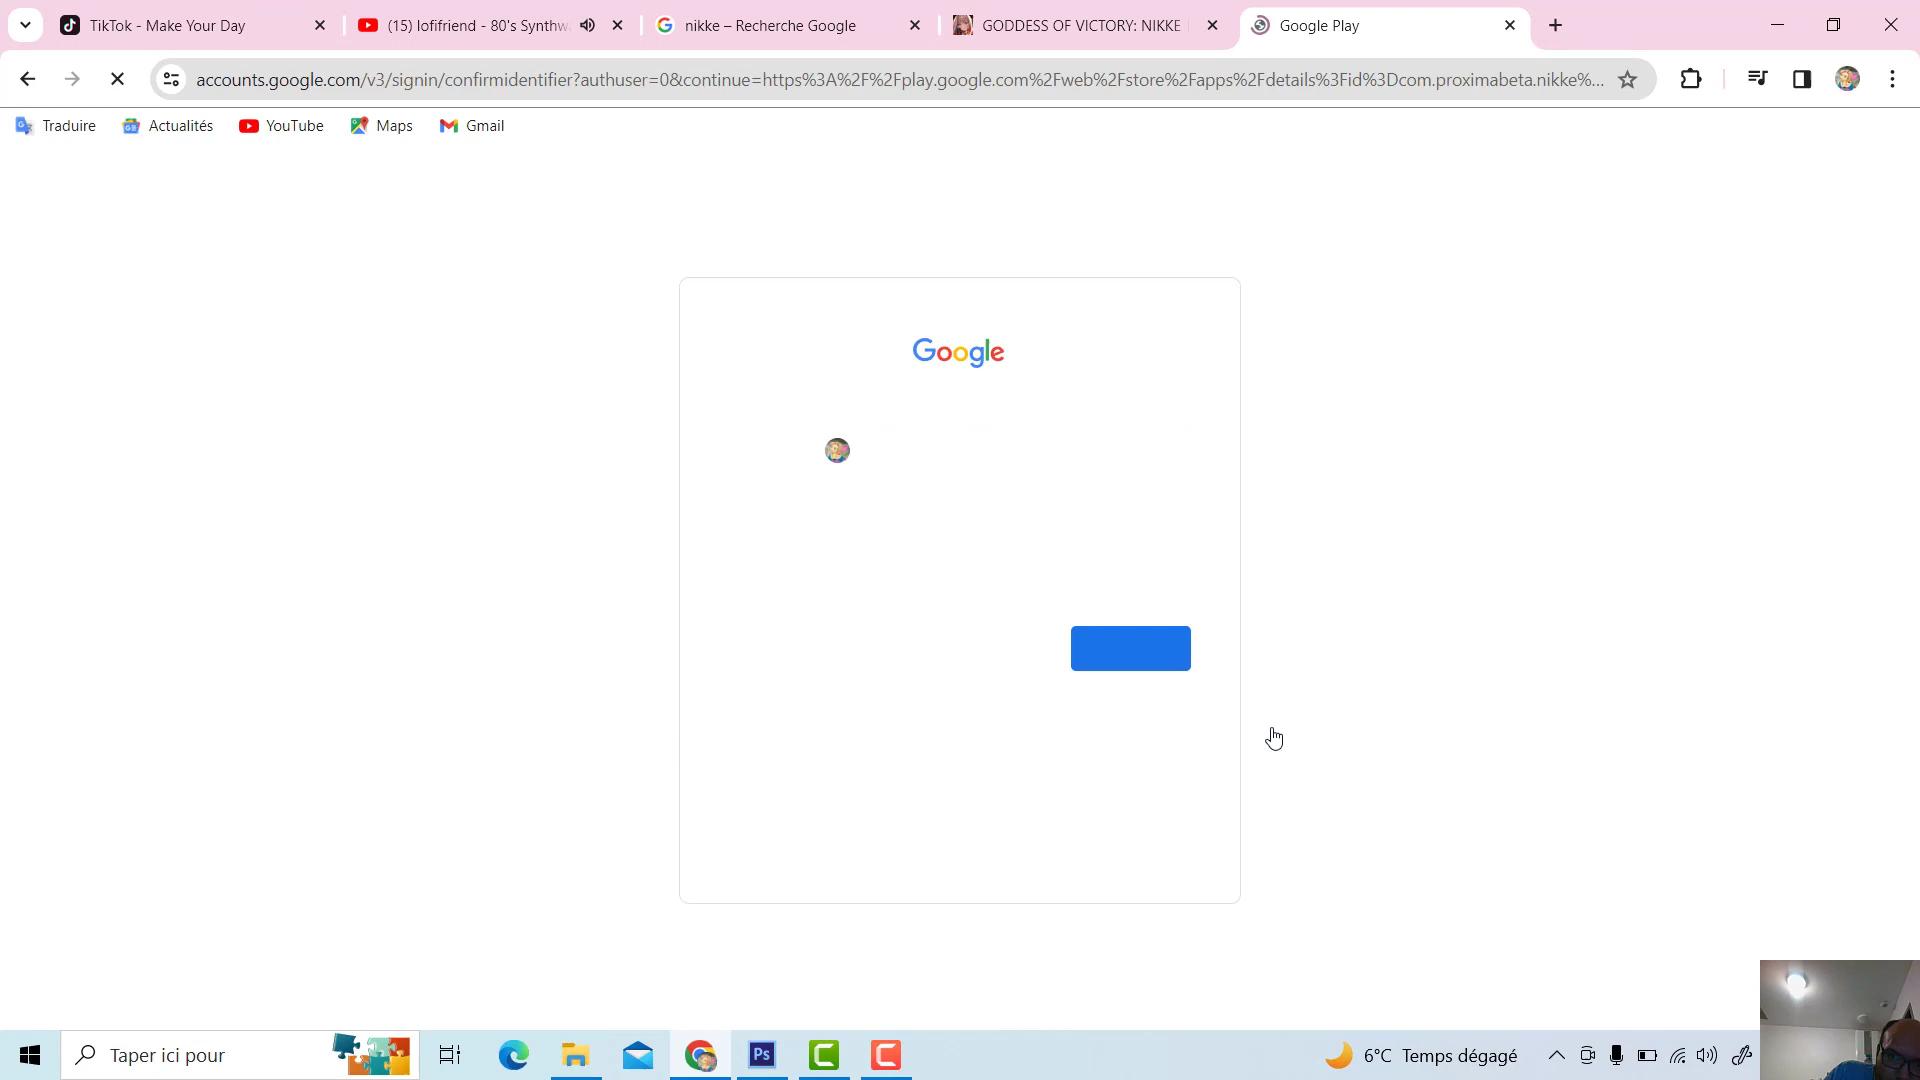 TikTok - Make Your Day
(15) lofifriend - 80's Synthw
nikke – Recherche Google
GODDESS OF VICTORY: NIKKE
Google Play
accounts.google.com/v3/signin/confirmidentifier?authuser=0&continue=https%3A%2F%2Fplay.google.com%2Fweb%2Fstore%2Fapps%2Fdetails%3Fid%3Dcom.proximabeta.nikke%...
Traduire
Actualités
YouTube
Maps
Gmail
Google
Taper ici pour
Ps
6°C Temps dégagé